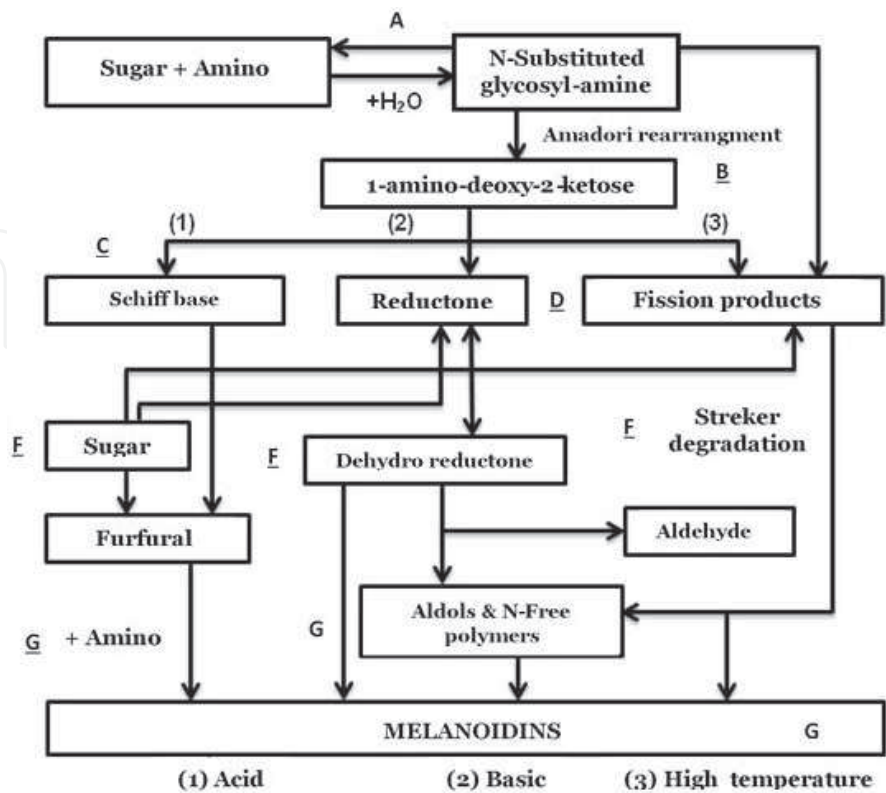 A
Sugar + Amino
N-Substituted
glycosyl-amine
+H₂O
Amadori rearrangment
1-amino-deoxy-2-ketose
B
(1)
(2)
(3)
C
Schiff base
Reductone
D
Fission products
F
Sugar
F
Dehydro reductone
F
Streker
degradation
Furfural
Aldehyde
Aldols & N-Free
polymers
G
+ Amino
G
MELANOIDINS
G
(1) Acid
(2) Basic
(3) High temperature